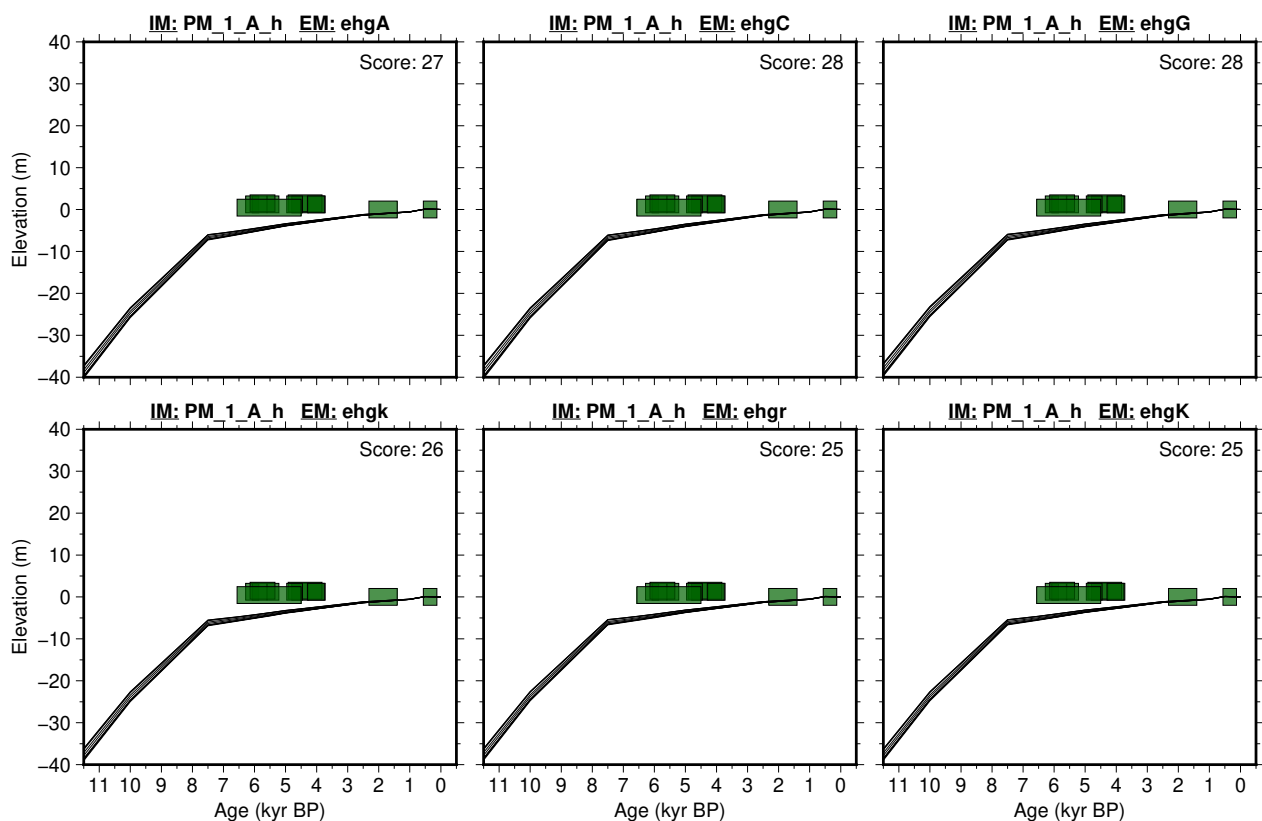 IM: PM_1_A_h EM: ehgA
IM: PM_1_A_h EM: ehgC
IM: PM_1_A_h EM: ehgG
Score: 27
Score: 28
Score: 28
40
30
20
10
0
−10
−20
−30
−40
Elevation (m)
IM: PM_1_A_h EM: ehgk
IM: PM_1_A_h EM: ehgr
IM: PM_1_A_h EM: ehgK
Score: 26
Score: 25
Score: 25
40
30
20
10
0
−10
−20
−30
−40
Elevation (m)
11 10 9 8 7 6 5 4 3 2 1 0
11 10 9 8 7 6 5 4 3 2 1 0
11 10 9 8 7 6 5 4 3 2 1 0
Age (kyr BP)
Age (kyr BP)
Age (kyr BP)